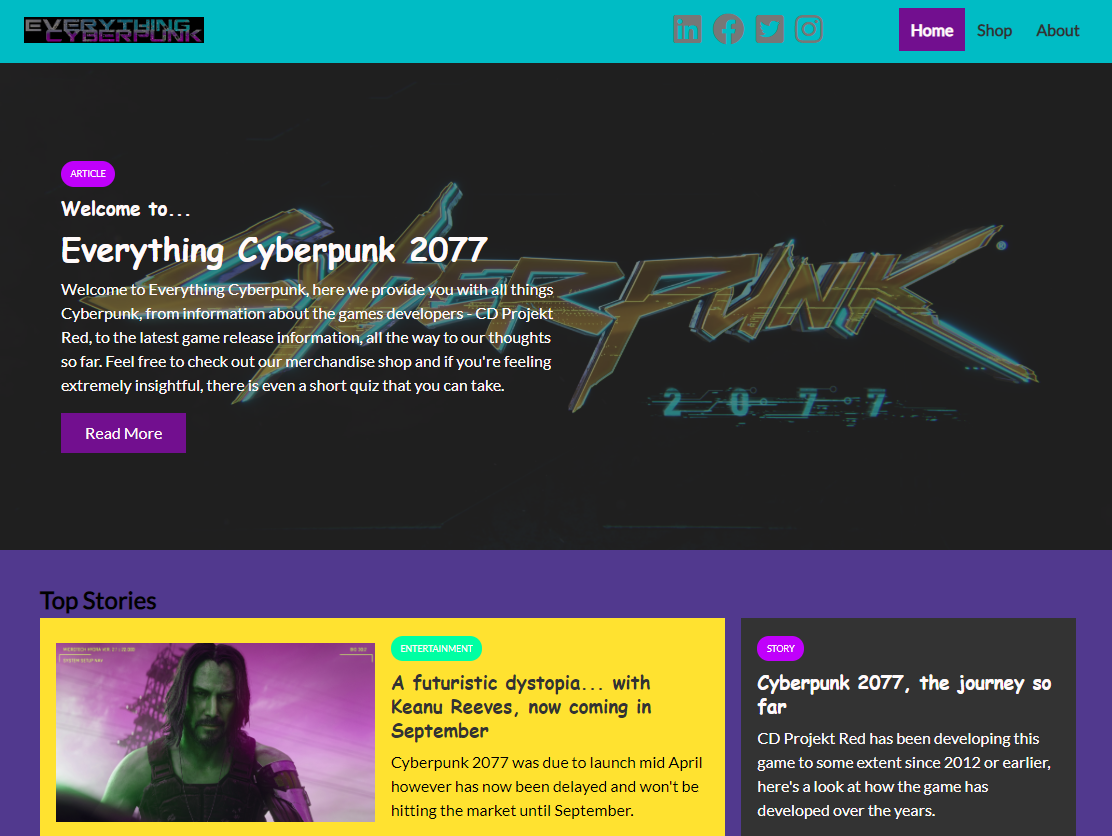 EVERYTHING
CYBERPUNK
Home Shop About
ARTICLE
Welcome to...
Everything Cyberpunk 2077
Welcome to Everything Cyberpunk, here we provide you with all things
Cyberpunk, from information about the games developers - CD Projekt
Red, to the latest game release information, all the way to our thoughts
so far. Feel free to check out our merchandise shop and if you're feeling
extremely insightful, there is even a short quiz that you can take.
Read More
CYBERPUNK
2077
Top Stories
ENTERTAINMENT
A futuristic dystopia... with
Keanu Reeves, now coming in
September
Cyberpunk 2077 was due to launch mid April
however has now been delayed and won't be
hitting the market until September.
STORY
Cyberpunk 2077, the journey so
far
CD Projekt Red has been developing this
game to some extent since 2012 or earlier,
here's a look at how the game has
developed over the years.